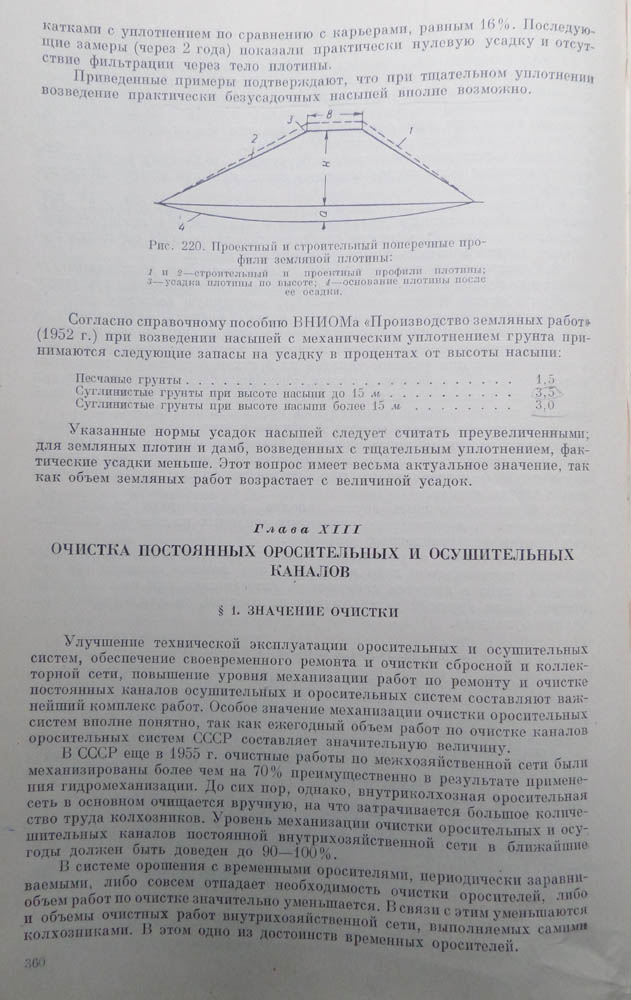 катками с уплотнением по сравнению с карьерами, равным 16%. Последую-
щие замеры (через 2 года) показали практически нулевую усадку и отсут-
ствие фильтрации через тело плотины.
Приведенные примеры подтверждают, что при тщательном уплотнении
возведение практически безусадочных насыпей вполне возможно.
3 В 1
2
н
а
4
Рис. 220. Проектный и строительный поперечные про-
фили земляной плотины:
1 и 2—строительный и проектный профили плотины;
3—усадка плотины по высоте; 4—основание плотины после
ее осадки.
Согласно справочному пособию ВНИОМа «Производство земляных работ»
(1952 г.) при возведении насыпей с механическим уплотнением грунта при-
нимаются следующие запасы на усадку в процентах от высоты насыпи:
Песчаные грунты . . . . . . . . . . . . . . . . . . . . . . . . 1,5
Суглинистые грунты при высоте насыпи до 15 м . . . . . . . . . 3,5
Суглинистые грунты при высоте насыпи более 15 м . . . . . . . . 3,0
Указанные нормы усадок насыпей следует считать преувеличенными;
для земляных плотин и дамб, возведенных с тщательным уплотнением, фак-
тические усадки меньше. Этот вопрос имеет весьма актуальное значение, так
как объем земляных работ возрастает с величиной усадок.
Глава XIII
ОЧИСТКА ПОСТОЯННЫХ ОРОСИТЕЛЬНЫХ И ОСУШИТЕЛЬНЫХ
КАНАЛОВ
§ 1. ЗНАЧЕНИЕ ОЧИСТКИ
Улучшение технической эксплуатации оросительных и осушительных
систем, обеспечение своевременного ремонта и очистки сбросной и коллек-
торной сети, повышение уровня механизации работ по ремонту и очистке
постоянных каналов осушительных и оросительных систем составляют важ-
нейший комплекс работ. Особое значение механизации очистки оросительных
систем вполне понятно, так как ежегодный объем работ по очистке каналов
оросительных систем СССР составляет значительную величину.
В СССР еще в 1955 г. очистные работы по межхозяйственной сети были
механизированы более чем на 70% преимущественно в результате примене-
ния гидромеханизации. До сих пор, однако, внутриколхозная оросительная
сеть в основном очищается вручную, на что затрачивается большое количе-
ство труда колхозников. Уровень механизации очистки оросительных и осу-
шительных каналов постоянной внутрихозяйственной сети в ближайшие
годы должен быть доведен до 90—100%.
В системе орошения с временными оросителями, периодически заравни-
ваемыми, либо совсем отпадает необходимость очистки оросителей, либо
объем работ по очистке значительно уменьшается. В связи с этим уменьшаются
и объемы очистных работ внутрихозяйственной сети, выполняемых самими
колхозниками. В этом одно из достоинств временных оросителей.
360